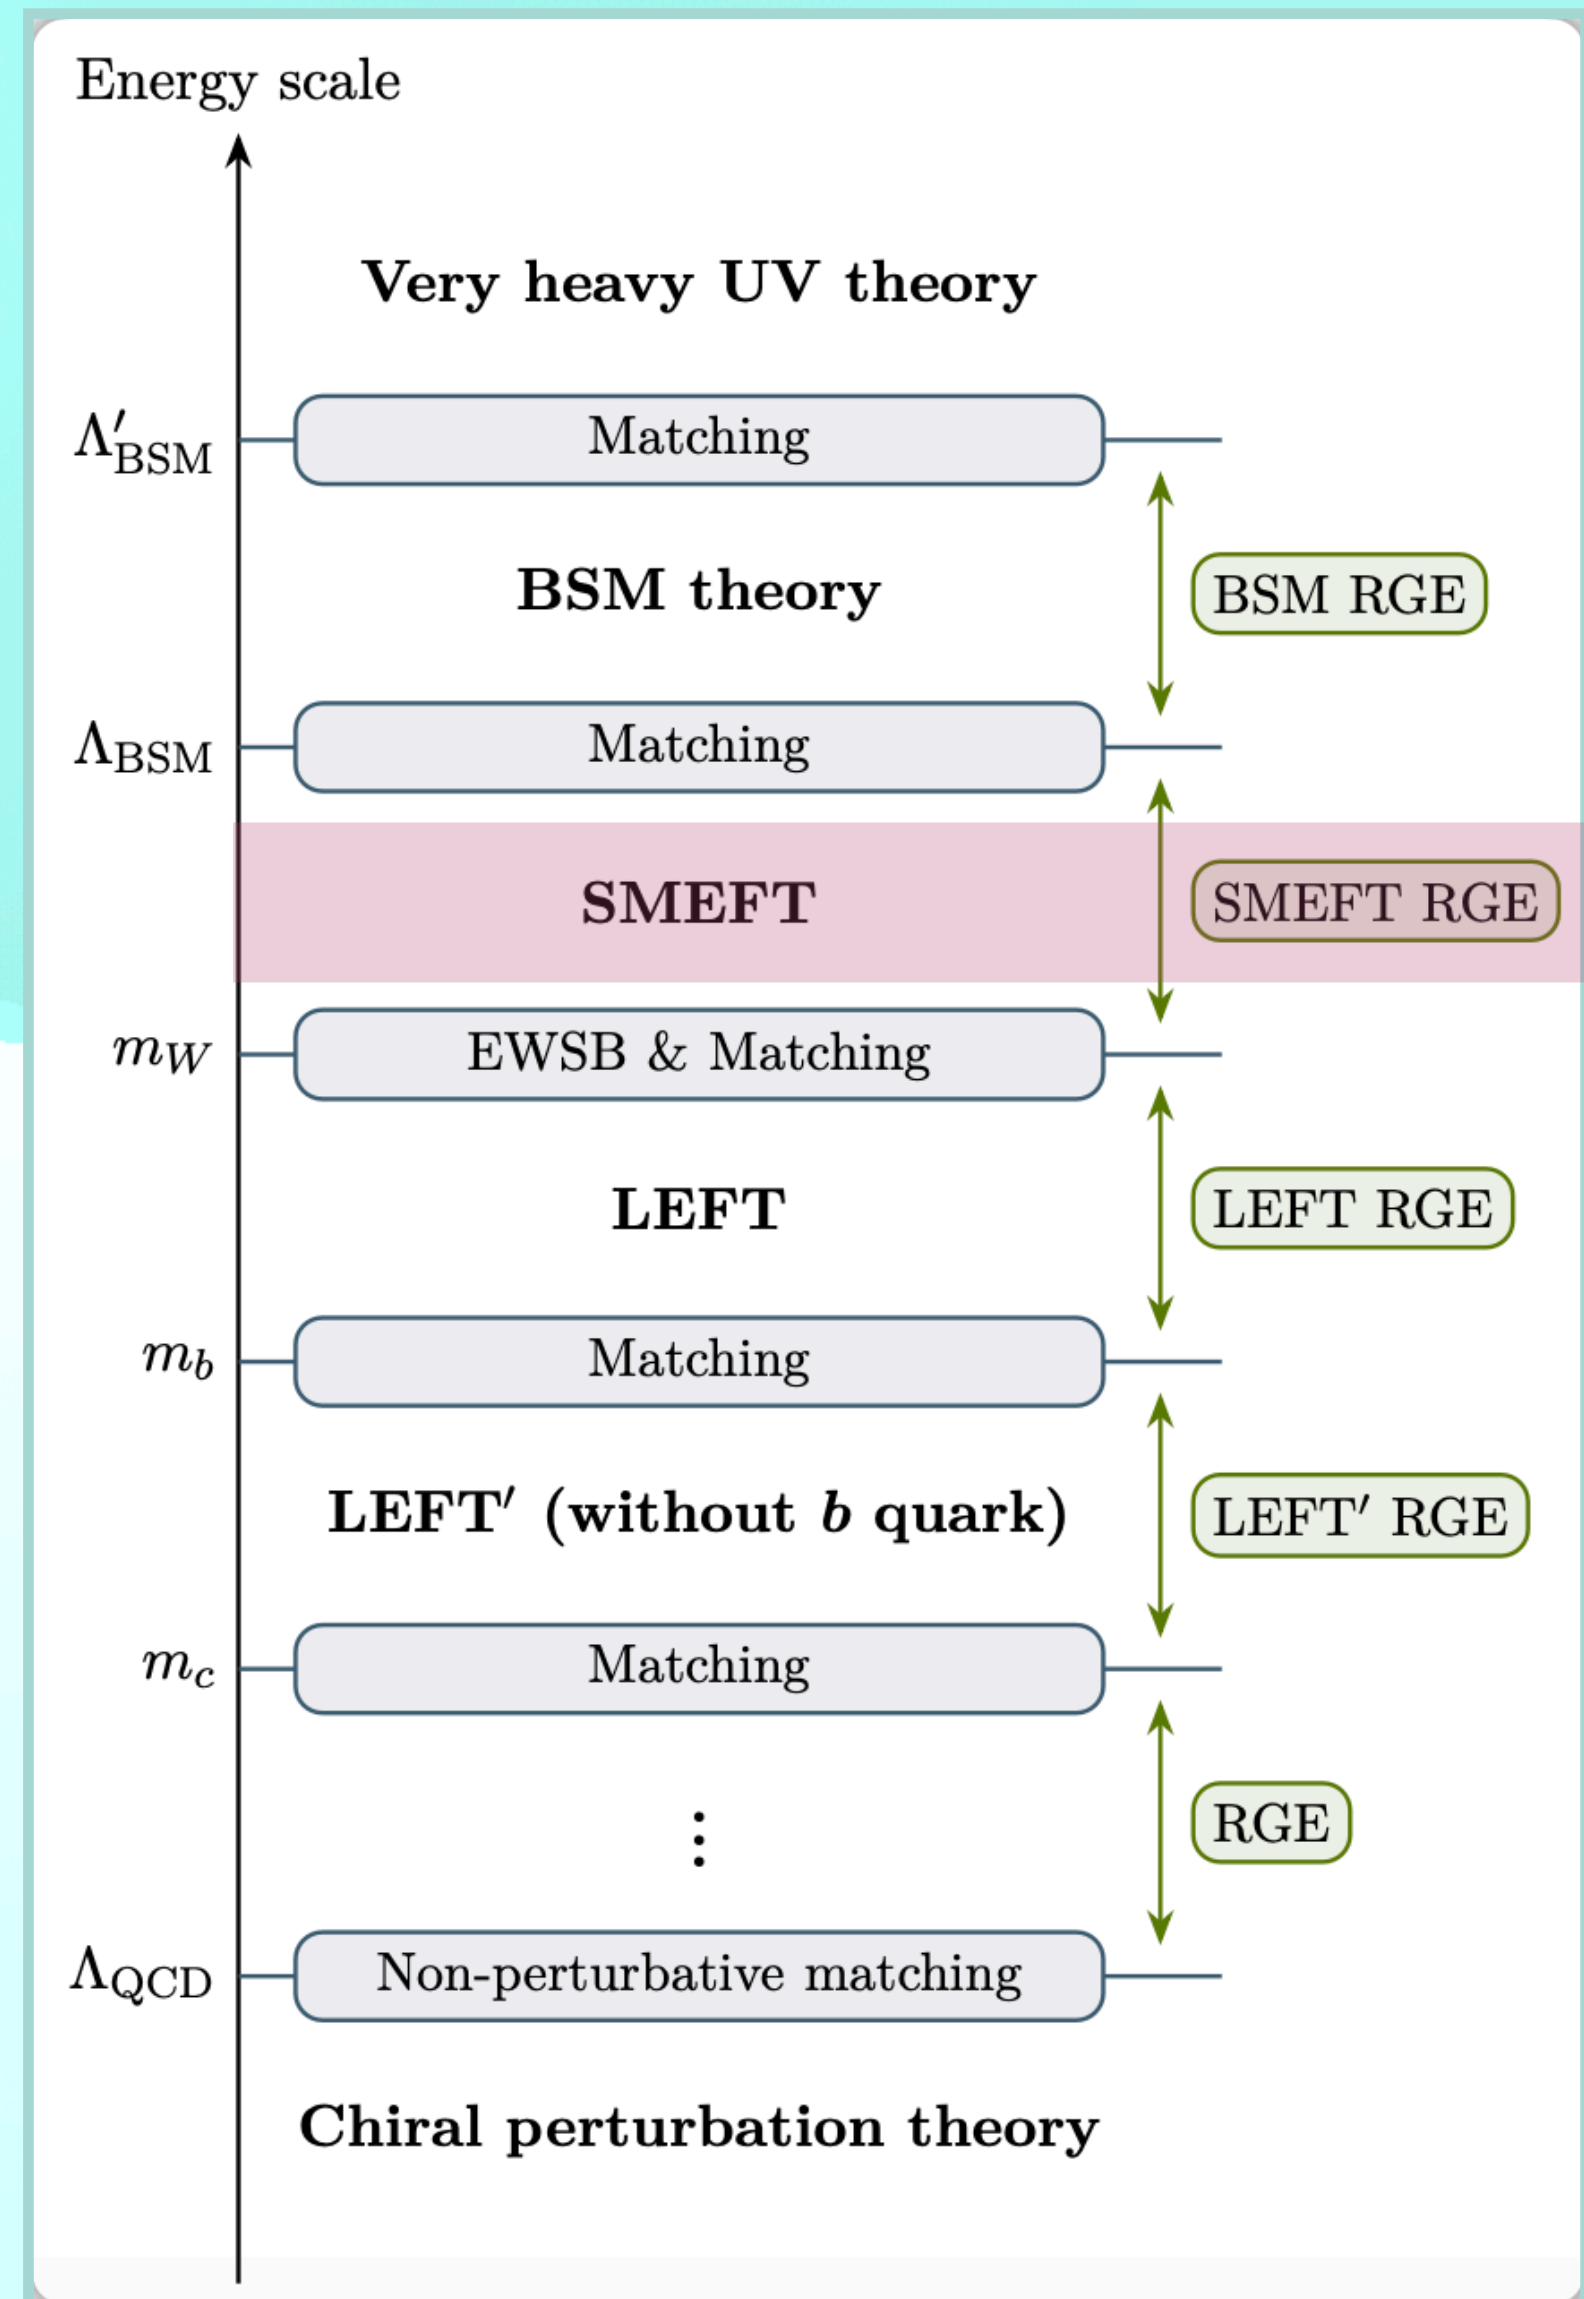 Energy scale
Very heavy UV theory
Λ′BSM
Matching
BSM theory
BSM RGE
ΛBSM
Matching
SMEFT
SMEFT RGE
mW
EWSB & Matching
LEFT
LEFT RGE
mb
Matching
LEFT′ (without b quark)
LEFT′ RGE
mc
Matching
⋮
RGE
ΛQCD
Non-perturbative matching
Chiral perturbation theory